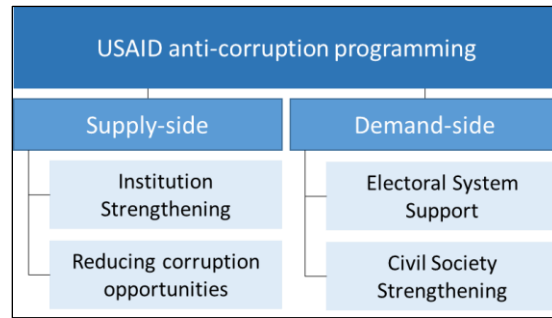 USAID anti-corruption programming
Supply-side
Institution
Strengthening
Reducing corruption
opportunities
Demand-side
Electoral System
Support
Civil Society
Strengthening